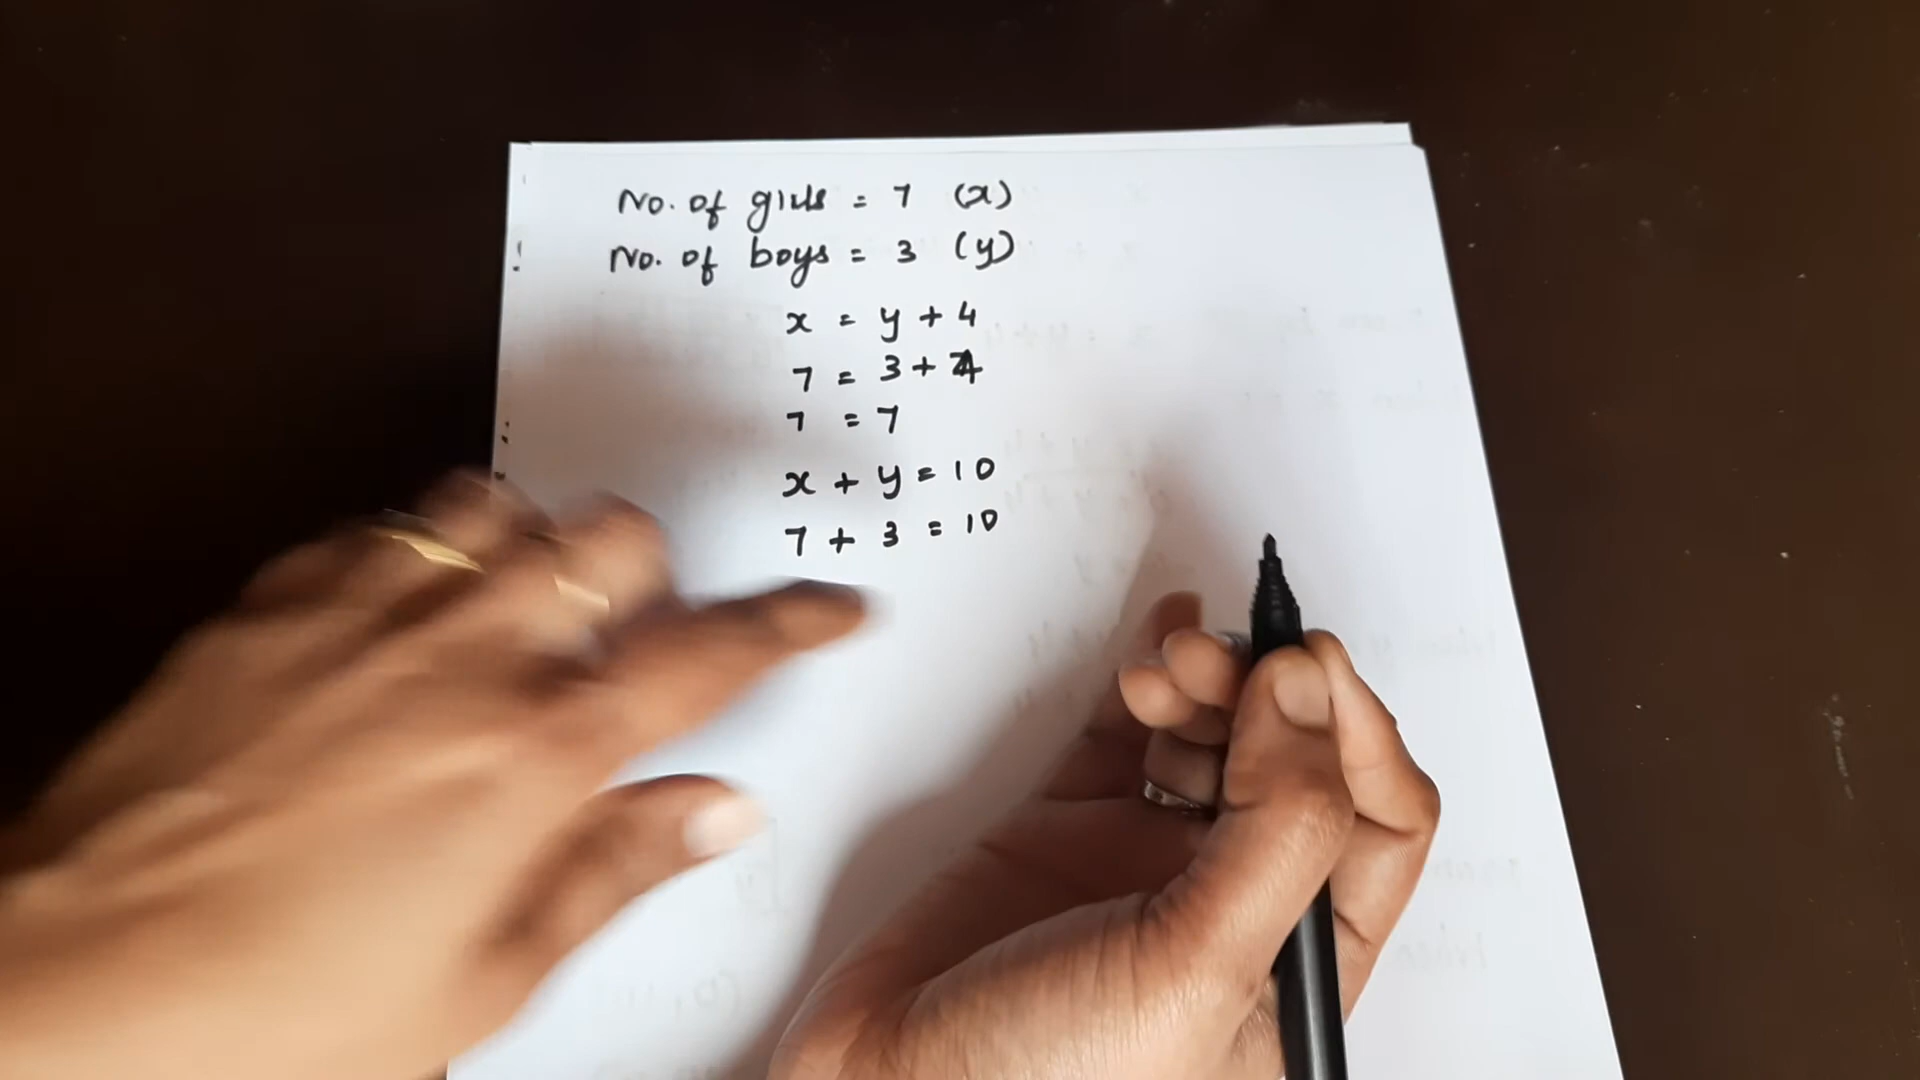 No. of girls = 7 (x)
No. of boys = 3 (y)
x = y + 4
7 = 3 + 4
7 = 7
x + y = 10
7 + 3 = 10